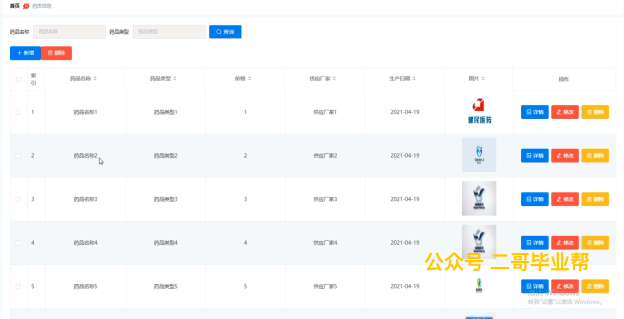 首页 药库信息
药品名称 药品名称 药品类型 药品类型 查询
新增 删除
索引 药品名称 药品类型 价格 供应厂家 生产日期 图片 操作
1 药品名称1 药品类型1 1 供应厂家1 2021-04-19 健民医药 详情 修改 删除
2 药品名称2 药品类型2 2 供应厂家2 2021-04-19 详情 修改 删除
3 药品名称3 药品类型3 3 供应厂家3 2021-04-19 详情 修改 删除
4 药品名称4 药品类型4 4 供应厂家4 2021-04-19 详情 修改 删除
公众号 二哥毕业帮
5 药品名称5 药品类型5 5 供应厂家5 2021-04-19 详情 修改 删除
激活 Windows
转到"设置"以激活 Windows。